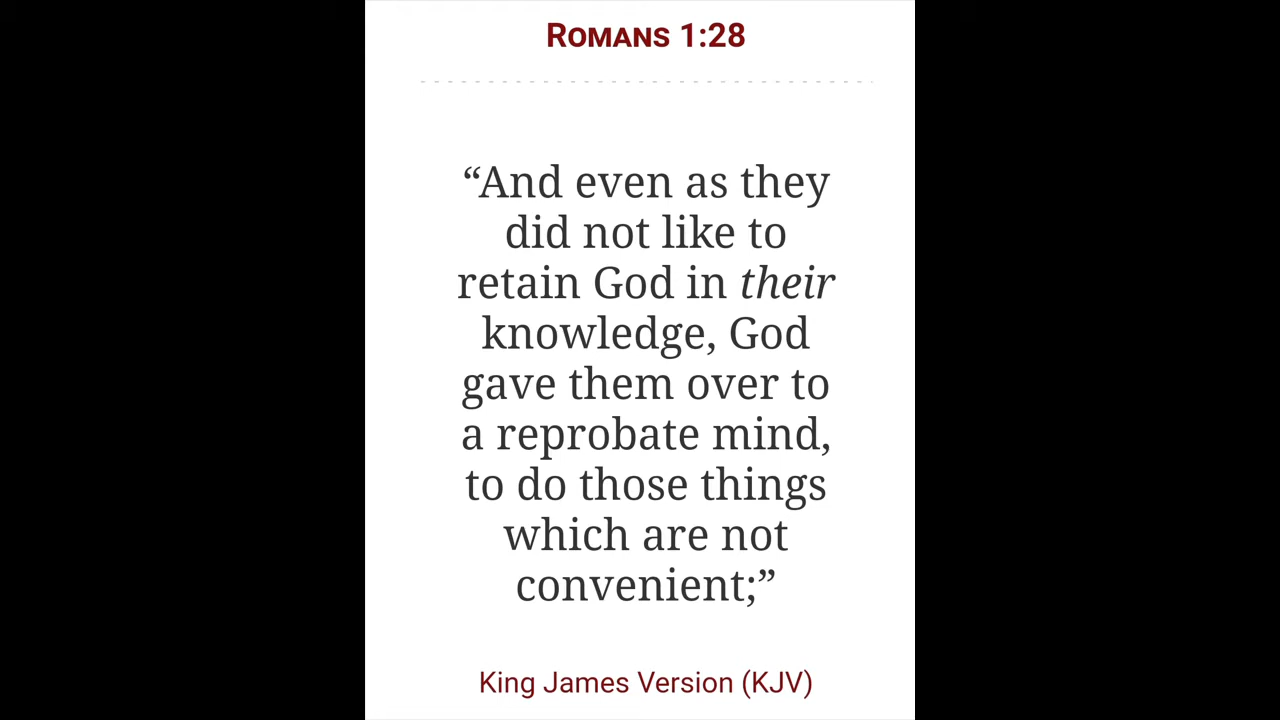 Romans 1:28
“And even as they
did not like to
retain God in their
knowledge, God
gave them over to
a reprobate mind,
to do those things
which are not
convenient;”
King James Version (KJV)